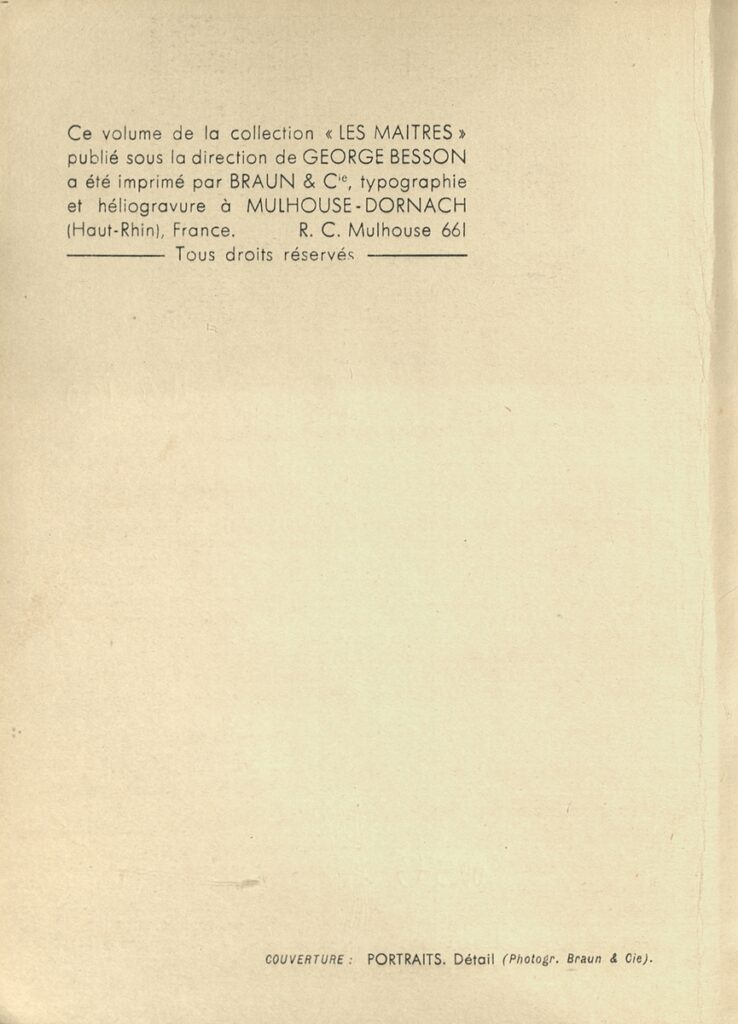 Ce volume de la collection « LES MAITRES »
publié sous la direction de GEORGE BESSON
a été imprimé par BRAUN & Cie, typographie
et héliogravure à MULHOUSE-DORNACH
(Haut-Rhin), France. R. C. Mulhouse 661
Tous droits réservés
COUVERTURE : PORTRAITS. Détail (Photogr. Braun & Cie).